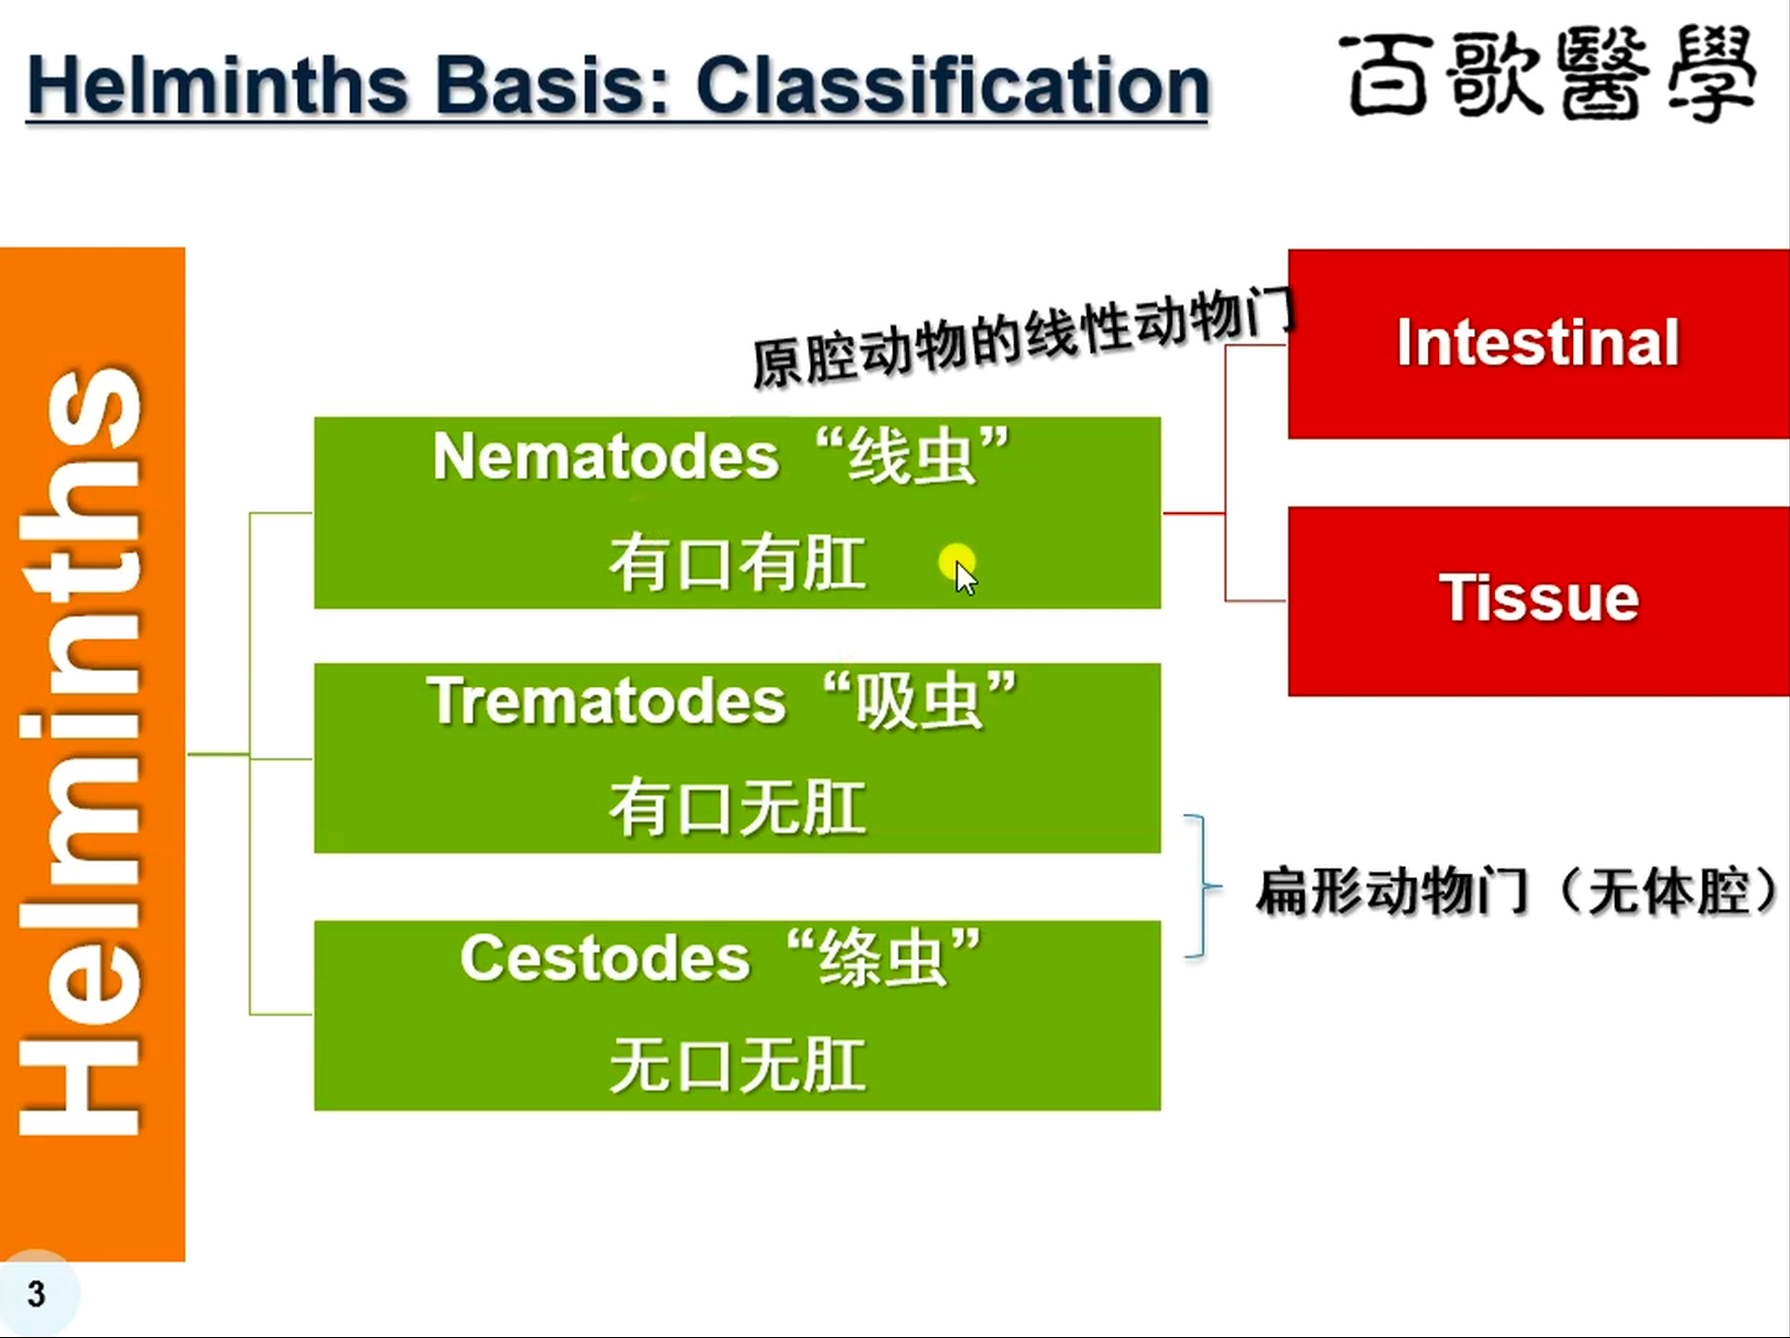 Helminths Basis: Classification
百歌醫學
Helminths
原腔动物的线性动物门
Nematodes “线虫”
有口有肛
Trematodes “吸虫”
有口无肛
Cestodes “绦虫”
无口无肛
Intestinal
Tissue
扁形动物门（无体腔）
3